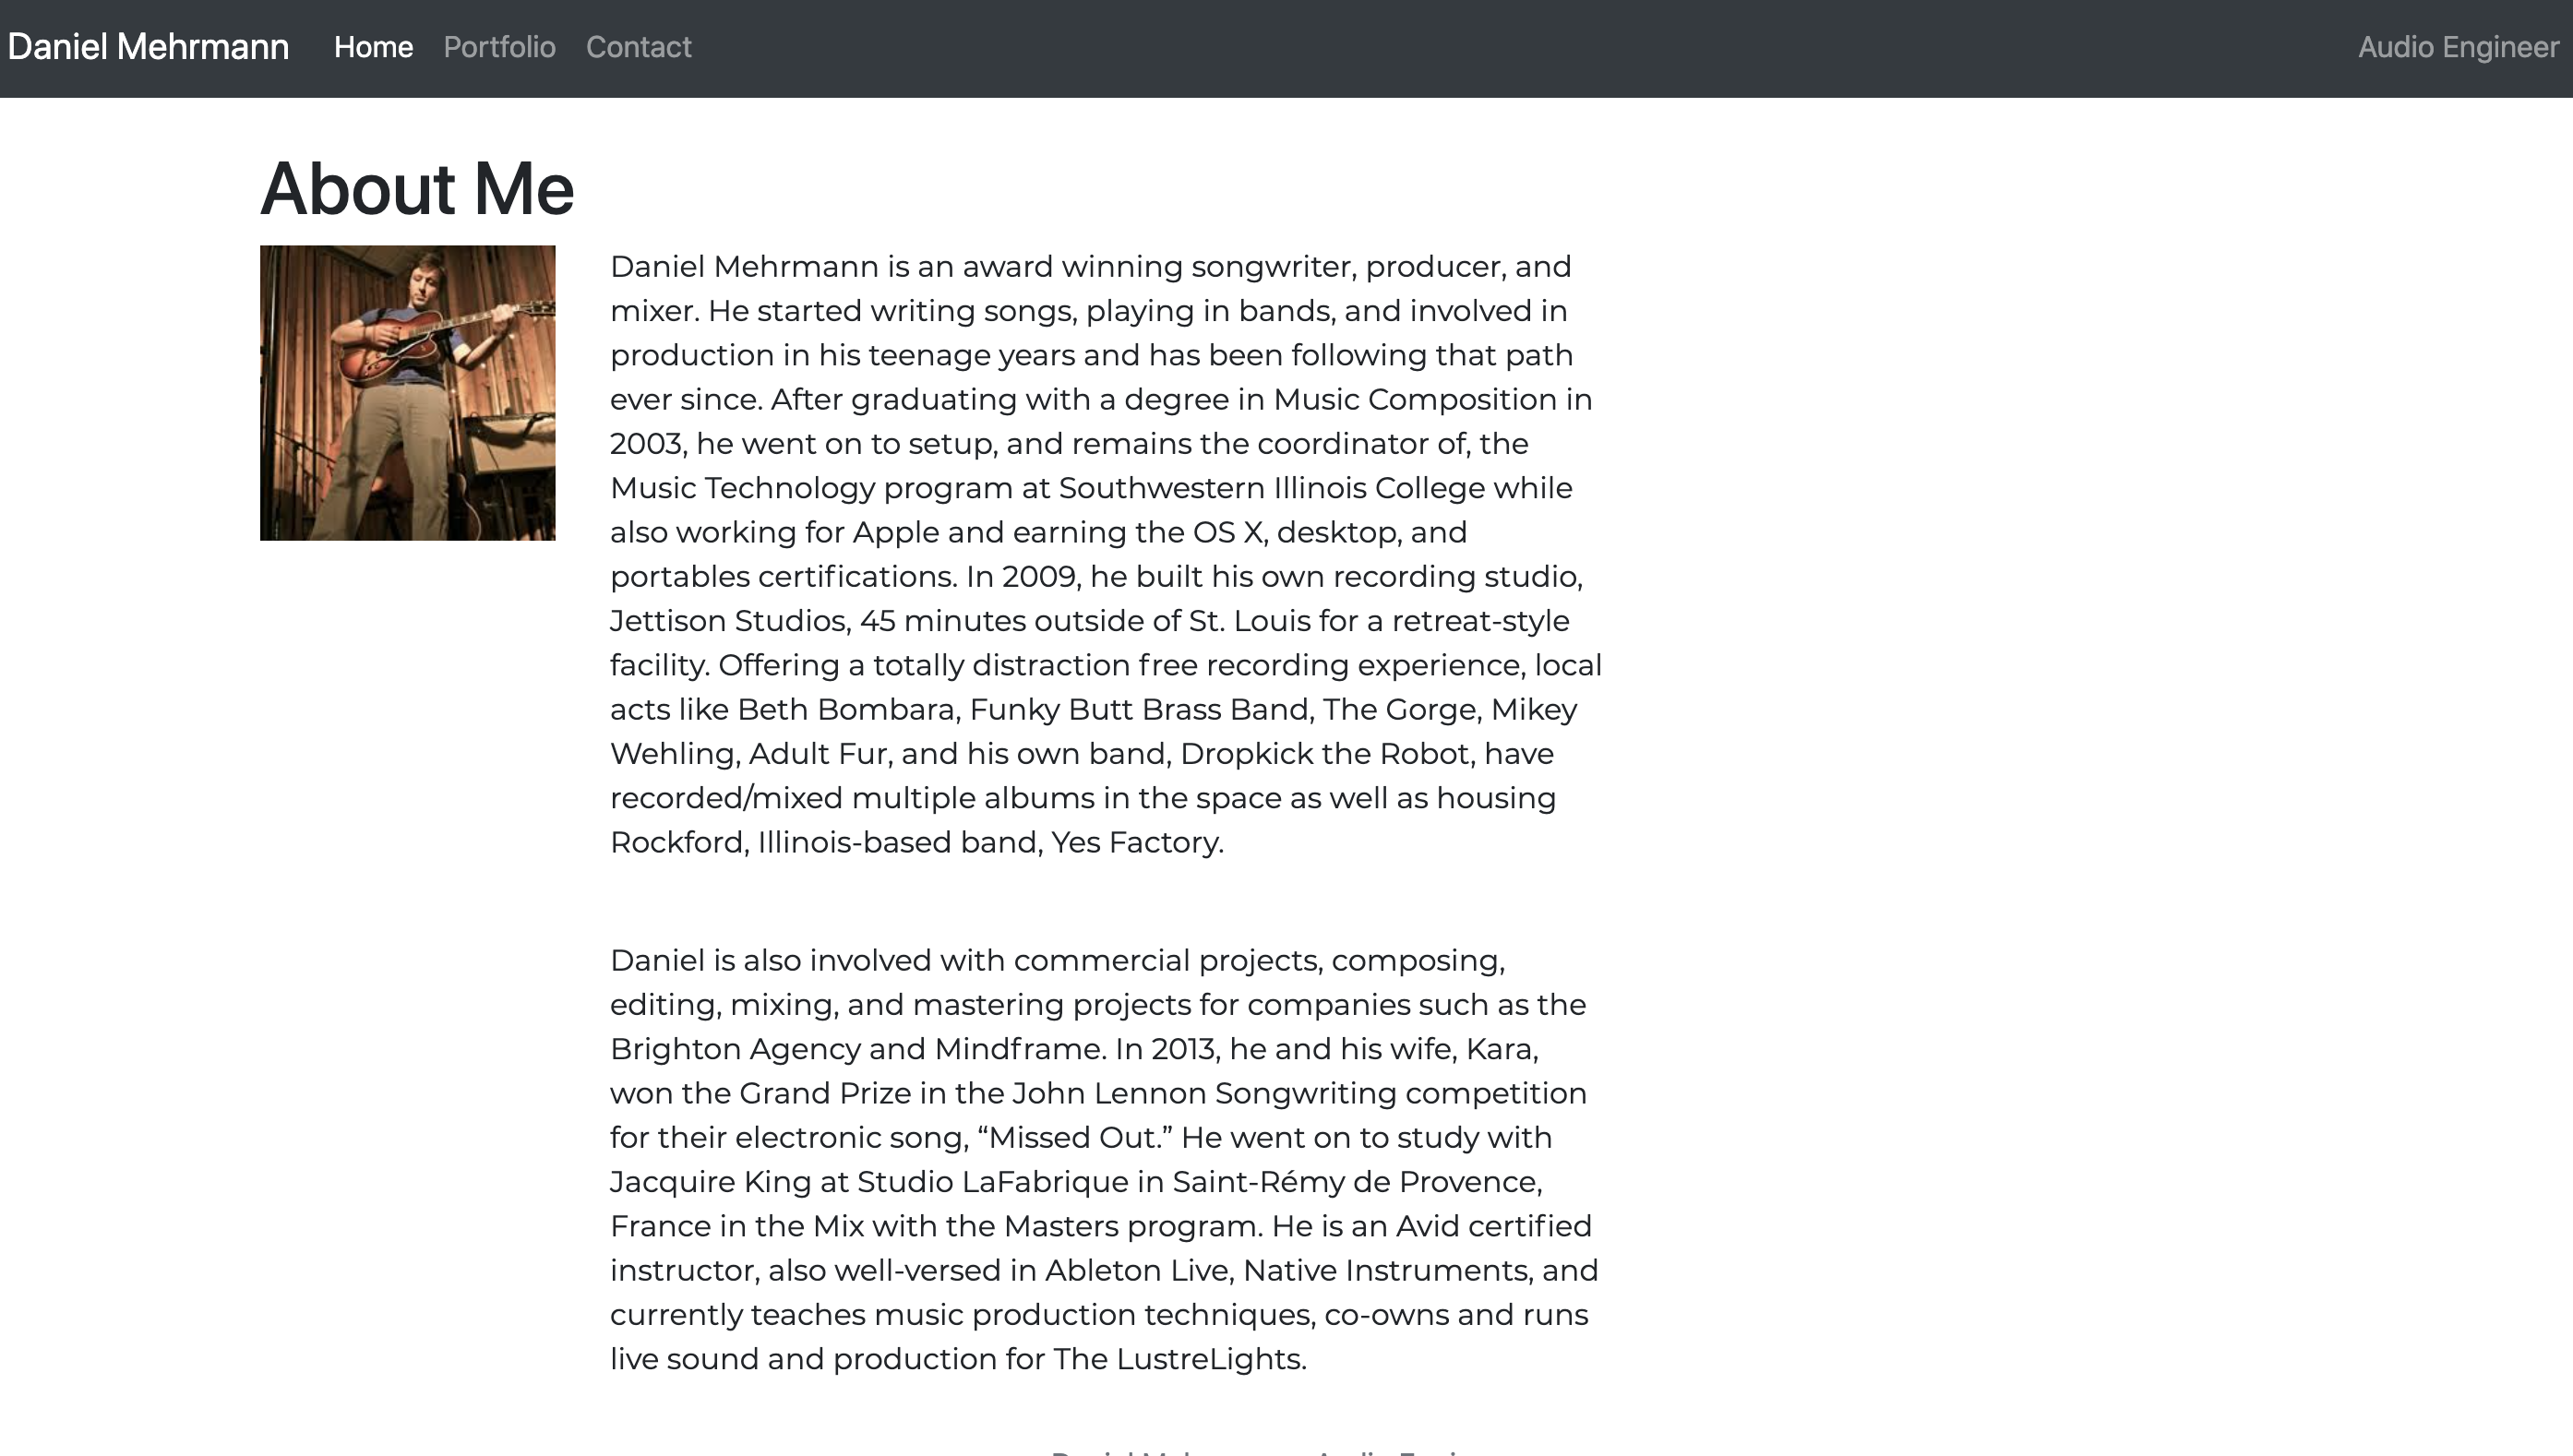 Daniel Mehrmann Home Portfolio Contact Audio Engineer
About Me
Daniel Mehrmann is an award winning songwriter, producer, and
mixer. He started writing songs, playing in bands, and involved in
production in his teenage years and has been following that path
ever since. After graduating with a degree in Music Composition in
2003, he went on to setup, and remains the coordinator of, the
Music Technology program at Southwestern Illinois College while
also working for Apple and earning the OS X, desktop, and
portables certifications. In 2009, he built his own recording studio,
Jettison Studios, 45 minutes outside of St. Louis for a retreat-style
facility. Offering a totally distraction free recording experience, local
acts like Beth Bombara, Funky Butt Brass Band, The Gorge, Mikey
Wehling, Adult Fur, and his own band, Dropkick the Robot, have
recorded/mixed multiple albums in the space as well as housing
Rockford, Illinois-based band, Yes Factory.
Daniel is also involved with commercial projects, composing,
editing, mixing, and mastering projects for companies such as the
Brighton Agency and Mindframe. In 2013, he and his wife, Kara,
won the Grand Prize in the John Lennon Songwriting competition
for their electronic song, “Missed Out.” He went on to study with
Jacquire King at Studio LaFabrique in Saint-Rémy de Provence,
France in the Mix with the Masters program. He is an Avid certified
instructor, also well-versed in Ableton Live, Native Instruments, and
currently teaches music production techniques, co-owns and runs
live sound and production for The LustreLights.